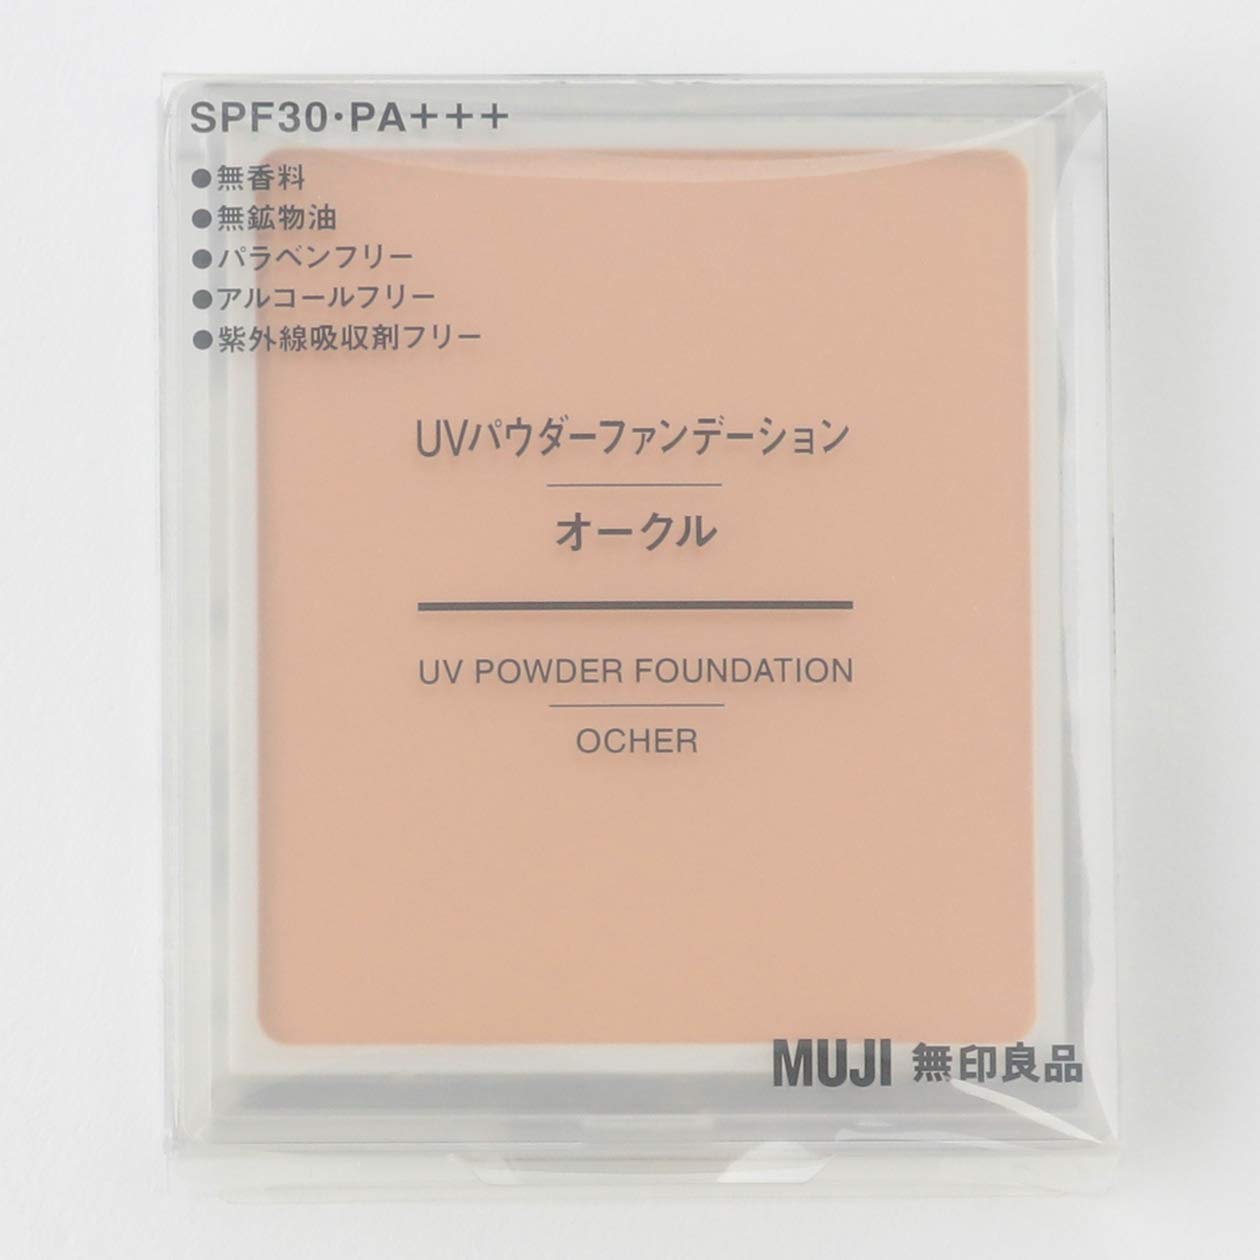 SPF30・PA+++
●無香料
●無鉱物油
●パラベンフリー
●アルコールフリー
●紫外線吸収剤フリー
UVパウダーファンデーション
オークル
UV POWDER FOUNDATION
OCHER
MUJI 無印良品